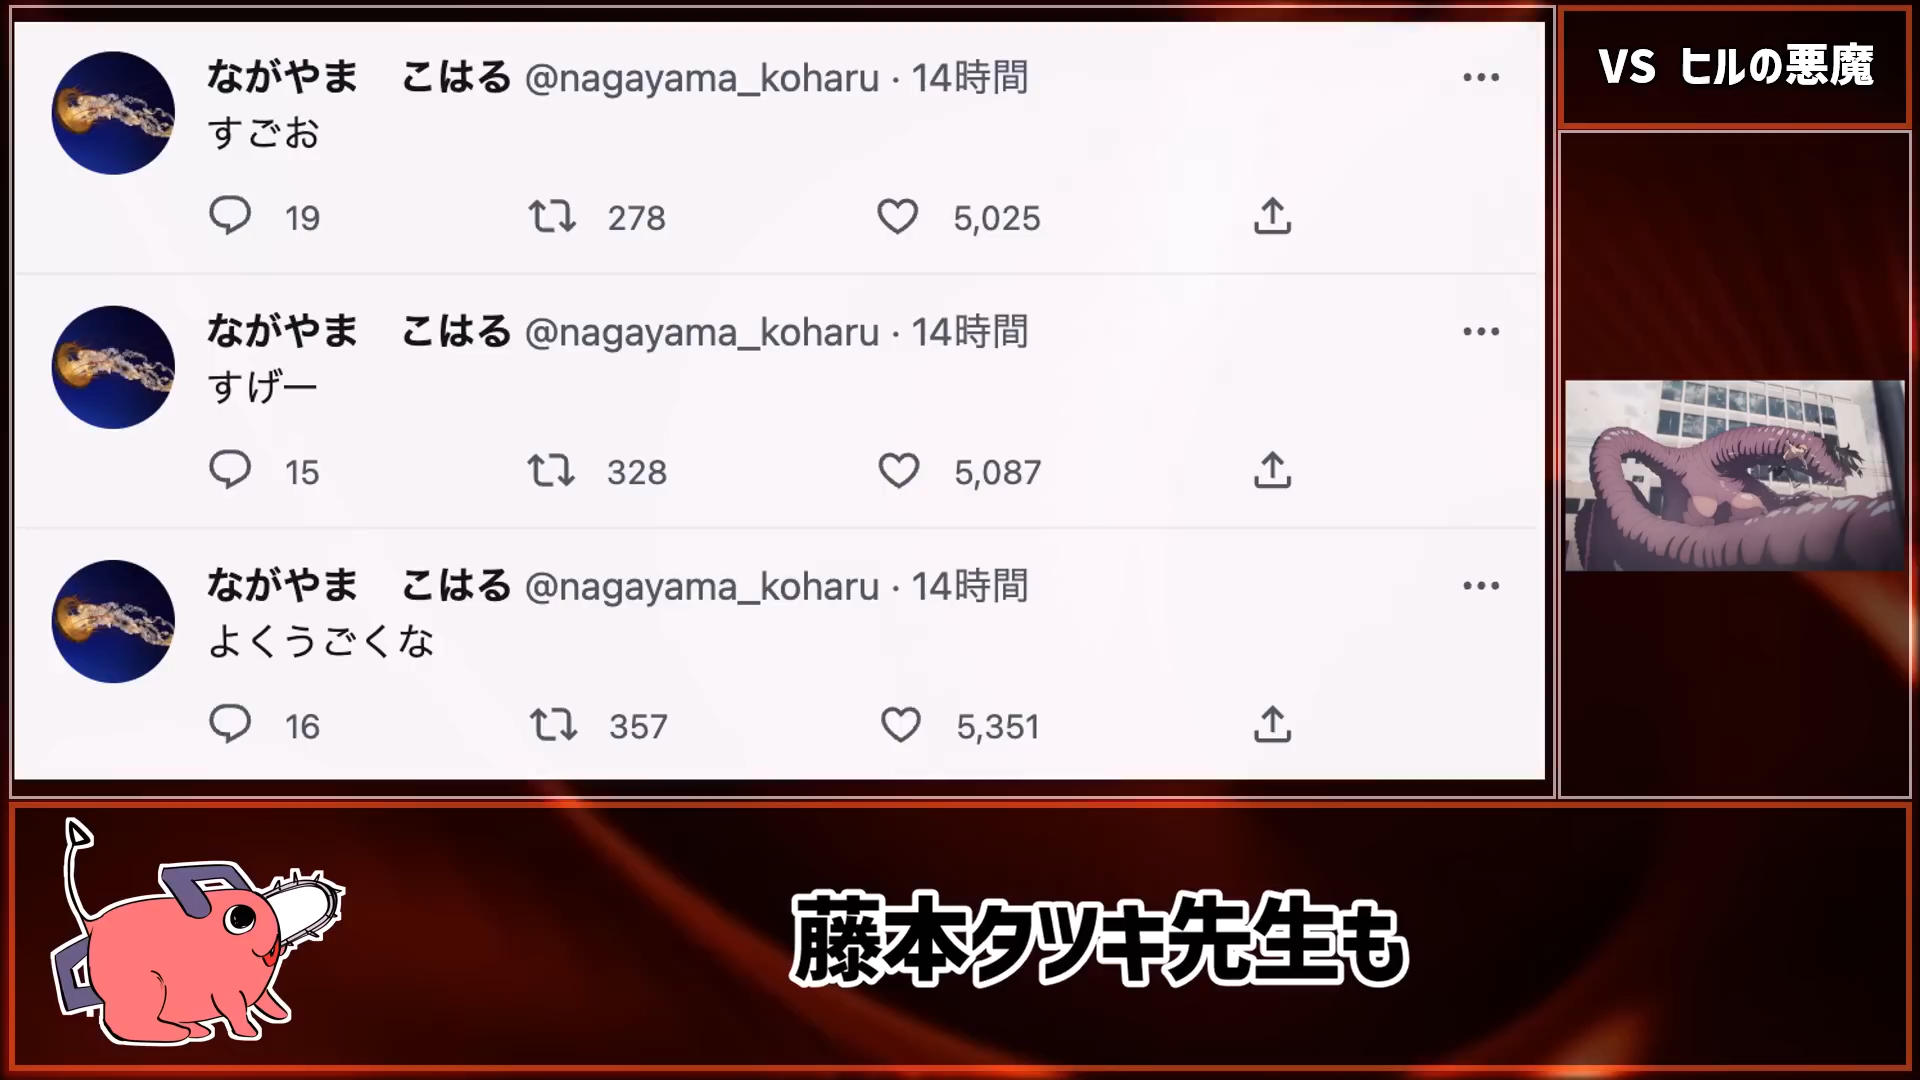 ながやま　こはる @nagayama_koharu · 14時間
すごお
19 278 5,025
ながやま　こはる @nagayama_koharu · 14時間
すげー
15 328 5,087
ながやま　こはる @nagayama_koharu · 14時間
よくうごくな
16 357 5,351
VS ヒルの悪魔
藤本タツキ先生も